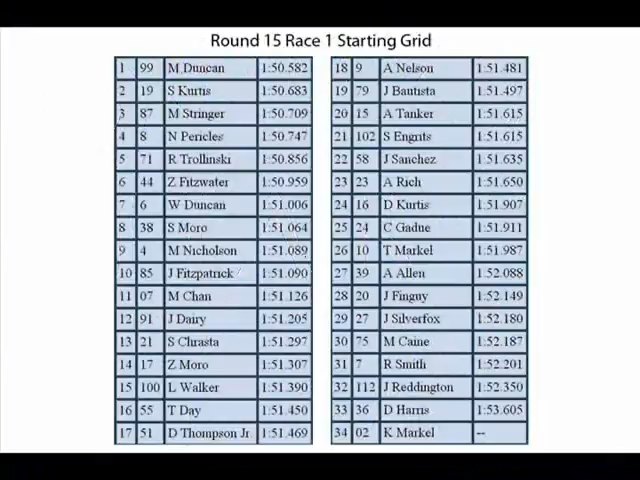 Round 15 Race 1 Starting Grid
1 99 M Duncan 1:50.582
2 19 S Kurtis 1:50.683
3 87 M Stringer 1:50.709
4 8 N Pericles 1:50.747
5 71 R Trollinski 1:50.856
6 44 Z Fitzwater 1:50.959
7 6 W Duncan 1:51.006
8 38 S Moro 1:51.064
9 4 M Nicholson 1:51.089
10 85 J Fitzpatrick 1:51.090
11 07 M Chan 1:51.126
12 91 J Dairy 1:51.205
13 21 S Chrasta 1:51.297
14 17 Z Moro 1:51.307
15 100 L Walker 1:51.390
16 55 T Day 1:51.450
17 51 D Thompson Jr. 1:51.469
18 9 A Nelson 1:51.481
19 79 J Bautista 1:51.497
20 15 A Tanker 1:51.615
21 102 S Engrits 1:51.615
22 58 J Sanchez 1:51.635
23 23 A Rich 1:51.650
24 16 D Kurtis 1:51.907
25 24 C Gadue 1:51.911
26 10 T Markel 1:51.987
27 39 A Allen 1:52.088
28 20 J Finguy 1:52.149
29 27 J Silverfox 1:52.180
30 75 M Caine 1:52.187
31 7 R Smith 1:52.201
32 112 J Reddington 1:52.350
33 36 D Harris 1:53.605
34 02 K Markel --